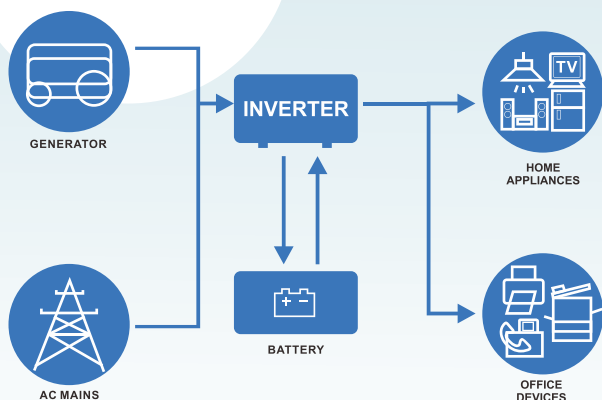 GENERATOR
INVERTER
TV
HOME
APPLIANCES
+ −
BATTERY
AC MAINS
OFFICE
DEVICES